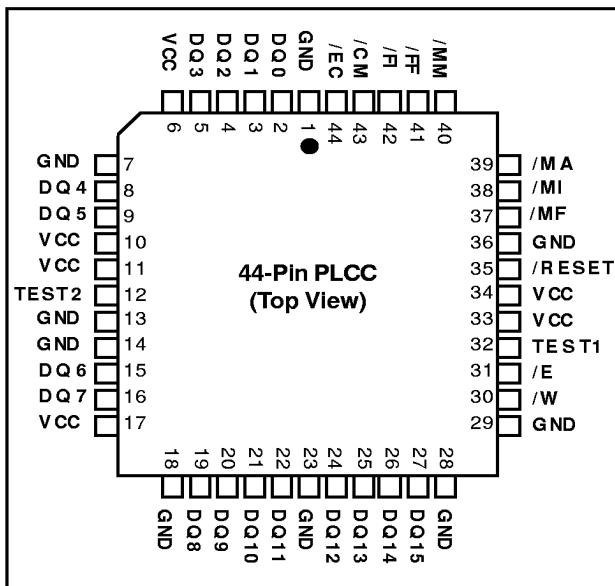 VCC DQ3 DQ2 DQ1 DQ0 GND /EC /CM /FI /FF /MM
6 5 4 3 2 1 44 43 42 41 40
GND 7
DQ4 8
DQ5 9
VCC 10
VCC 11
TEST2 12
GND 13
GND 14
DQ6 15
DQ7 16
VCC 17
44-Pin PLCC
(Top View)
39 /MA
38 /MI
37 /MF
36 GND
35 /RESET
34 VCC
33 VCC
32 TEST1
31 /E
30 /W
29 GND
18 19 20 21 22 23 24 25 26 27 28
GND DQ8 DQ9 DQ10 DQ11 GND DQ12 DQ13 DQ14 DQ15 GND